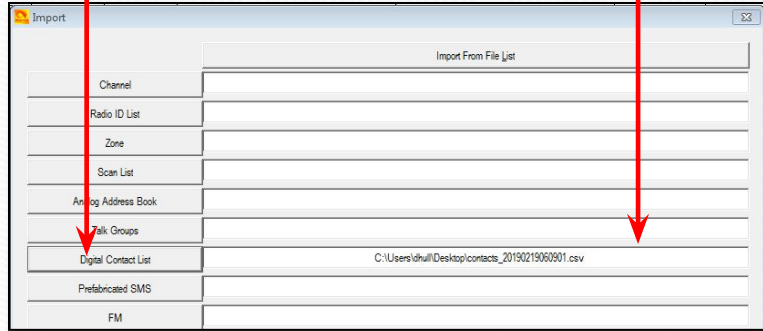 Import
Import From File List
Channel
Radio ID List
Zone
Scan List
Analog Address Book
Talk Groups
Digital Contact List C:\Users\dhull\Desktop\contacts_20190219060901.csv
Prefabricated SMS
FM